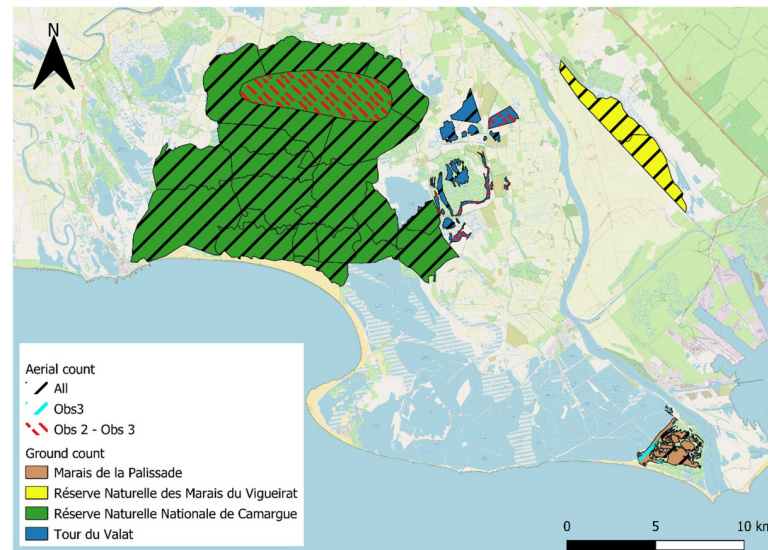 N
Aerial count
All
Obs3
Obs 2 - Obs 3
Ground count
Marais de la Palissade
Réserve Naturelle des Marais du Vigueirat
Réserve Naturelle Nationale de Camargue
Tour du Valat
0 5 10 km